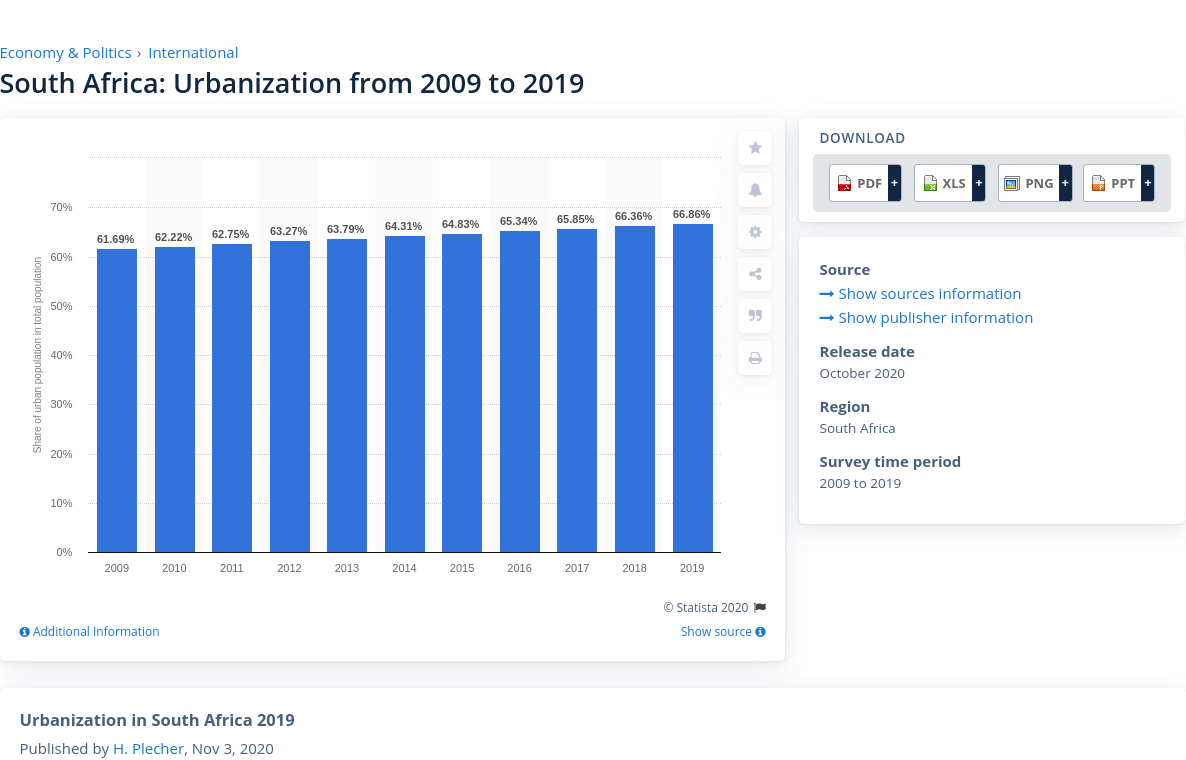 Economy & Politics › International
South Africa: Urbanization from 2009 to 2019
Share of urban population in total population
70%
60%
50%
40%
30%
20%
10%
0%
61.69%
62.22%
62.75%
63.27%
63.79%
64.31%
64.83%
65.34%
65.85%
66.36%
66.86%
2009
2010
2011
2012
2013
2014
2015
2016
2017
2018
2019
© Statista 2020
Additional Information
Show source
DOWNLOAD
PDF + XLS + PNG + PPT +
Source
Show sources information
Show publisher information
Release date
October 2020
Region
South Africa
Survey time period
2009 to 2019
Urbanization in South Africa 2019
Published by H. Plecher, Nov 3, 2020